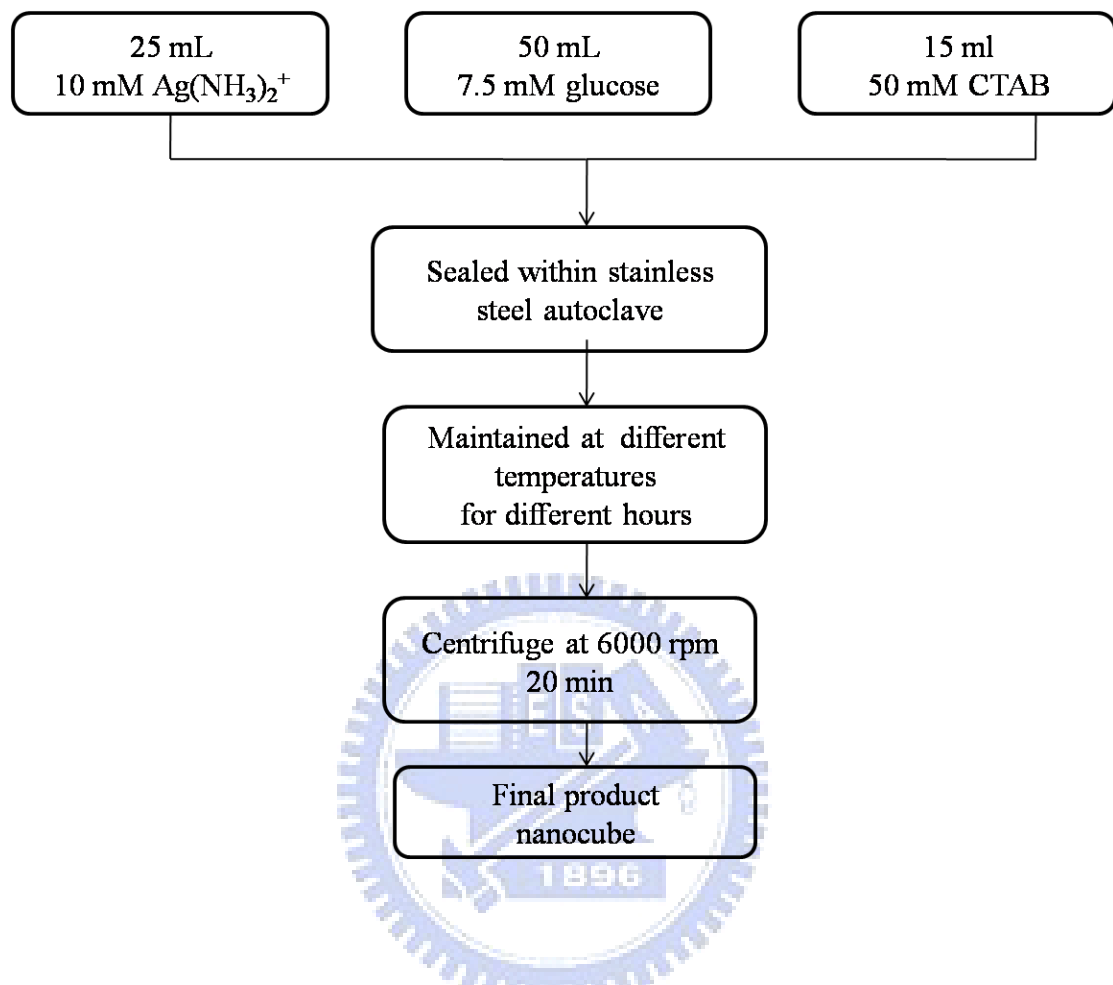 25 mL
10 mM Ag(NH₃)₂⁺
50 mL
7.5 mM glucose
15 ml
50 mM CTAB
Sealed within stainless
steel autoclave
Maintained at different
temperatures
for different hours
Centrifuge at 6000 rpm
20 min
ES
A
Final product
nanocube
1896